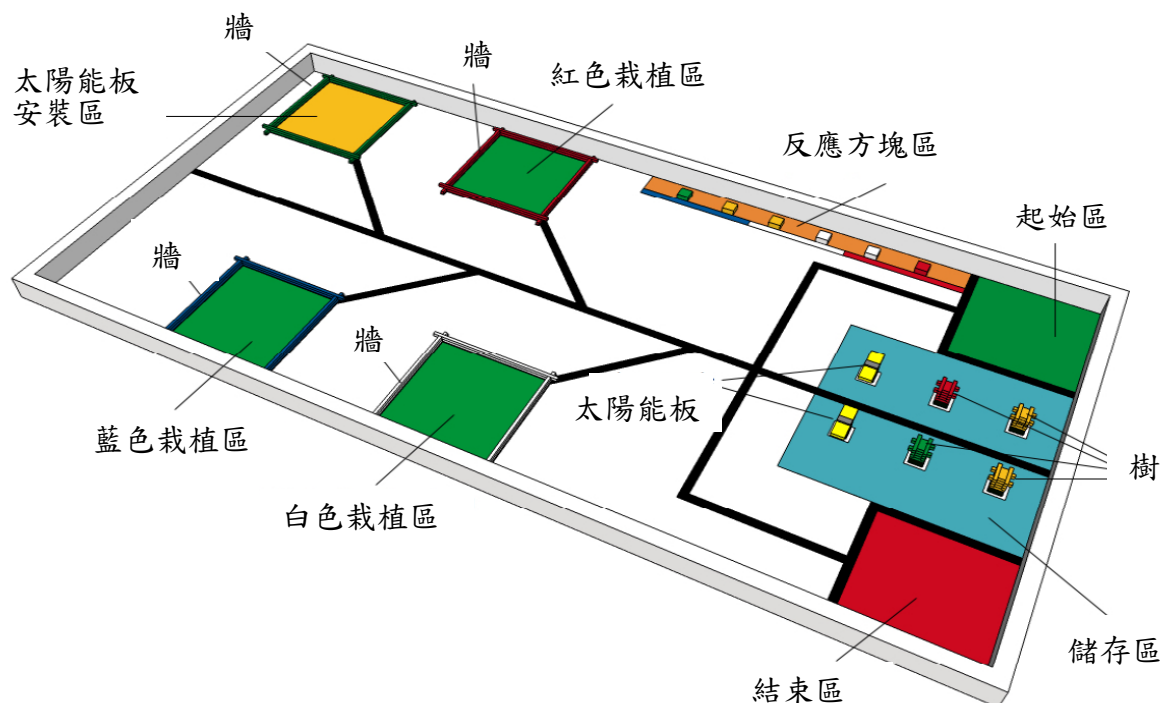 牆
太陽能板
安裝區
牆
紅色栽植區
反應方塊區
起始區
牆
牆
藍色栽植區
太陽能板
樹
白色栽植區
儲存區
結束區